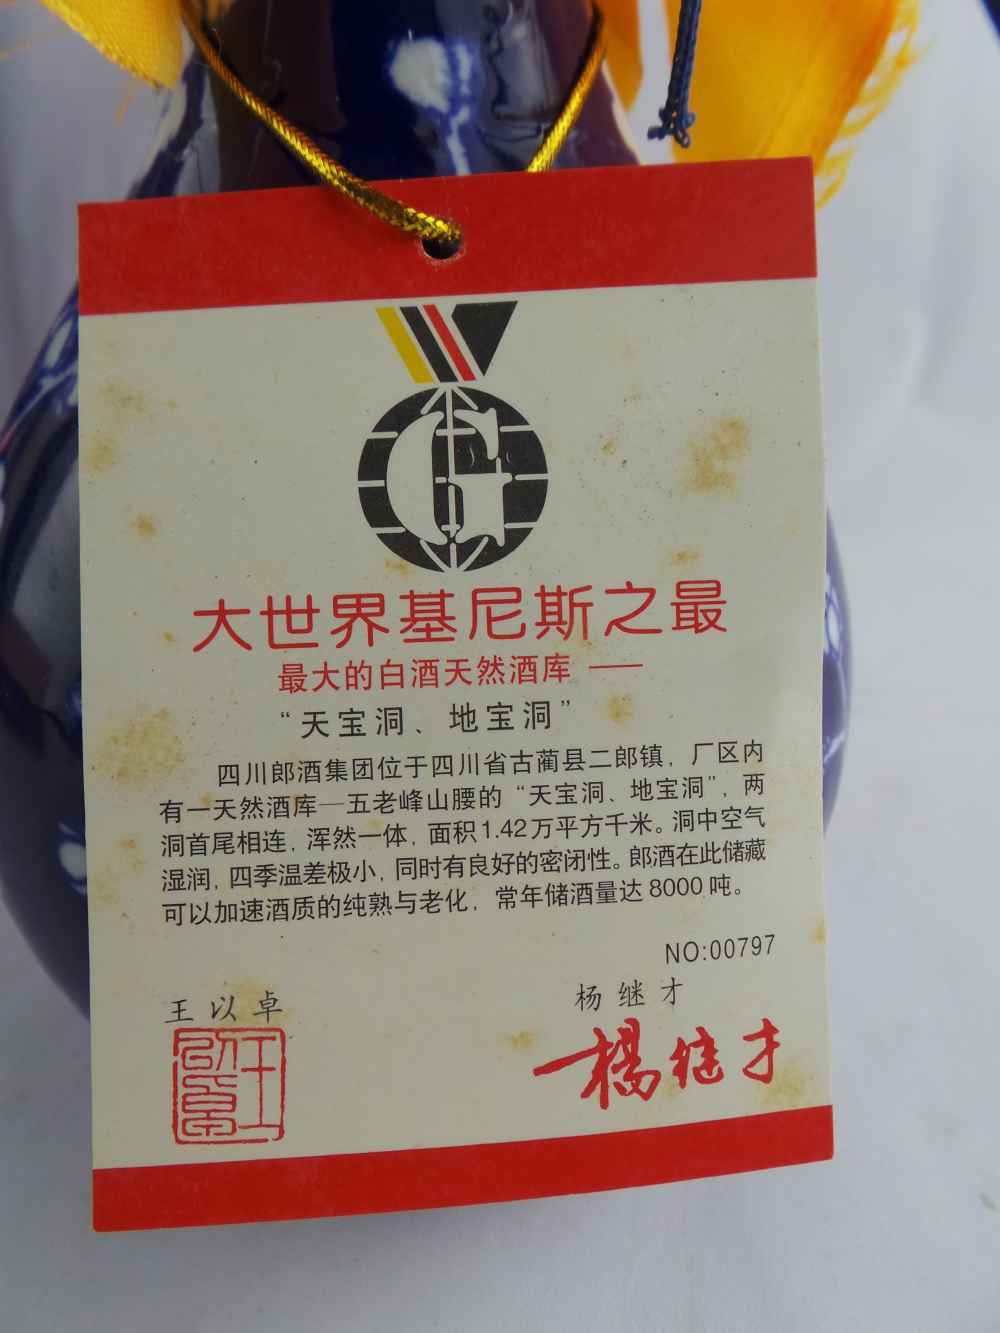 G
大世界基尼斯之最
最大的白酒天然酒库 ——
“天宝洞、地宝洞”
四川郎酒集团位于四川省古蔺县二郎镇，厂区内
有一天然酒库—五老峰山腰的“天宝洞、地宝洞”，两
洞首尾相连，浑然一体，面积1.42万平方千米。洞中空气
湿润，四季温差极小，同时有良好的密闭性。郎酒在此储藏
可以加速酒质的纯熟与老化，常年储酒量达 8000 吨。
NO:00797
王以卓
杨继才
王以卓
楊继才